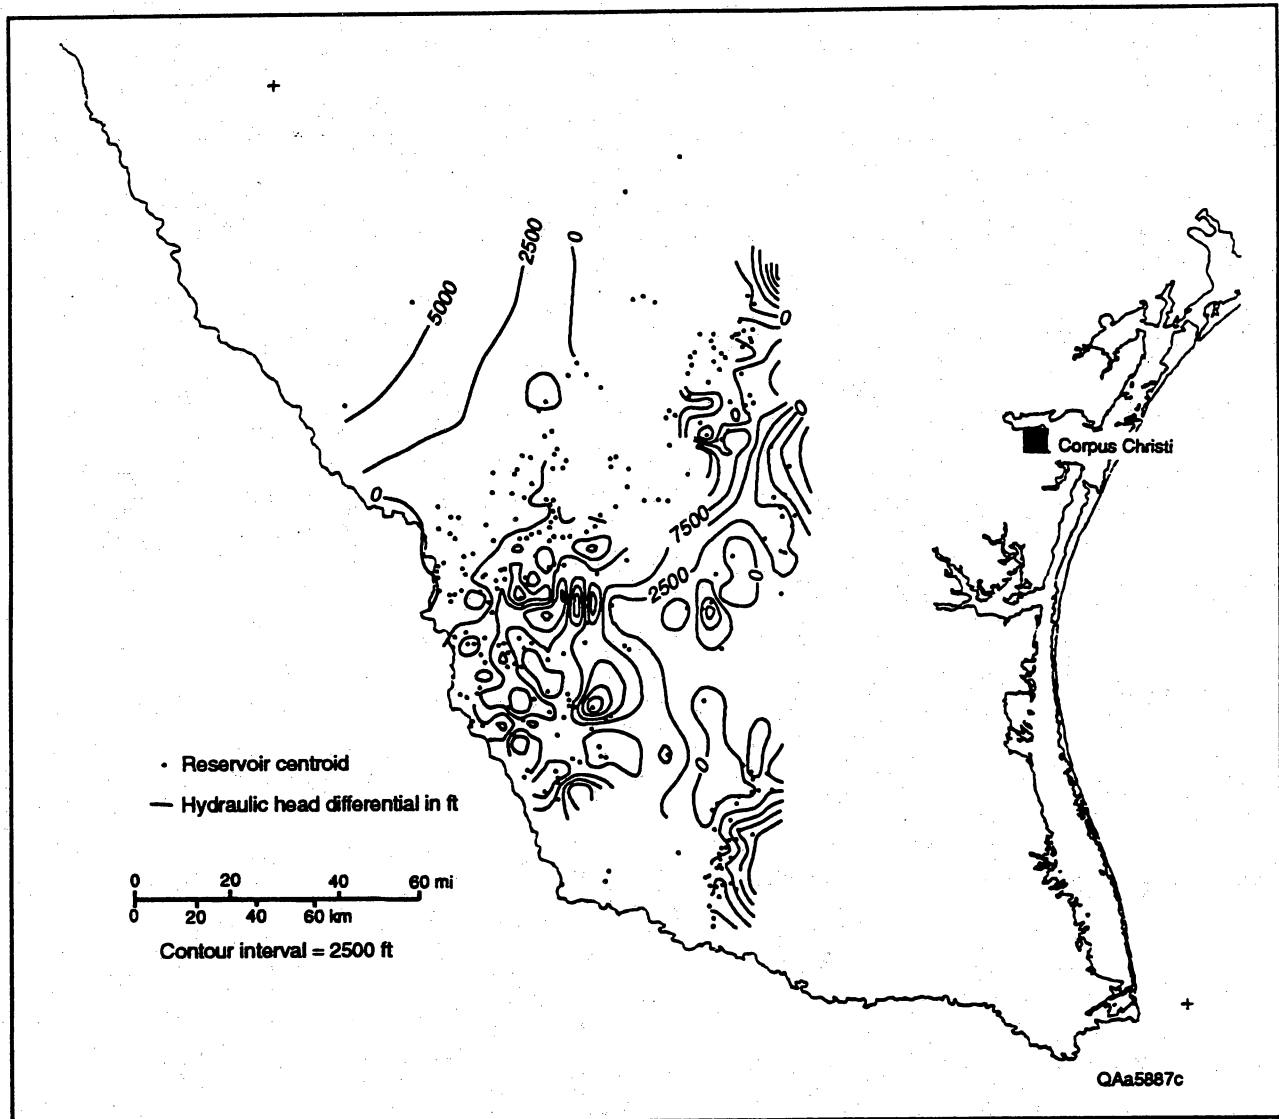 2500
0
5000
0
0
Corpus Christi
0
7500
2500
0
0
Reservoir centroid
Hydraulic head differential in ft
0 20 40 60 mi
0 20 40 60 km
Contour interval = 2500 ft
QAa5887c